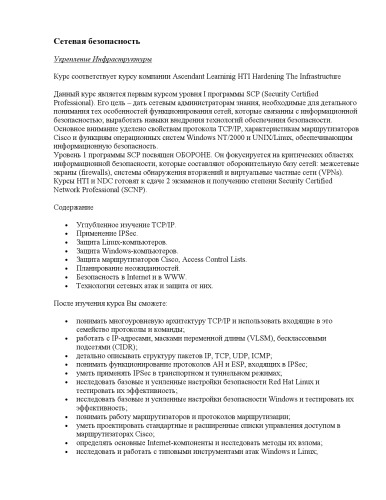 Сетевая безопасность
Укрепление Инфраструктуры
Курс соответствует курсу компании Ascendant Learninig HTI Hardening The Infrastructure
Данный курс является первым курсом уровня I программы SCP (Security Certified
Professional). Его цель – дать сетевым администраторам знания, необходимые для детального
понимания тех особенностей функционирования сетей, которые связаны с информационной
безопасностью, выработать навыки внедрения технологий обеспечения безопасности.
Основное внимание уделено свойствам протокола TCP/IP, характеристикам маршрутизаторов
Cisco и функциям операционных систем Windows NT/2000 и UNIX/Linux, обеспечивающим
информационную безопасность.
Уровень 1 программы SCP посвящен ОБОРОНЕ. Он фокусируется на критических областях
информационной безопасности, которые составляют оборонительную базу сетей: межсетевые
экраны (firewalls), системы обнаружения вторжений и виртуальные частные сети (VPNs).
Курсы HTI и NDC готовят к сдаче 2 экзаменов и получению степени Security Certified
Network Professional (SCNP).
Содержание
• Углубленное изучение TCP/IP.
• Применение IPSec.
• Защита Linux-компьютеров.
• Защита Windows-компьютеров.
• Защита маршрутизаторов Cisco, Access Control Lists.
• Планирование неожиданностей.
• Безопасность в Internet и в WWW.
• Технологии сетевых атак и защита от них.
После изучения курса Вы сможете:
• понимать многоуровневую архитектуру TCP/IP и использовать входящие в это
семейство протоколы и команды;
• работать с IP-адресами, масками переменной длины (VLSM), бесклассовыми
подсетями (CIDR);
• детально описывать структуру пакетов IP, TCP, UDP, ICMP;
• понимать функционирование протоколов AH и ESP, входящих в IPSec;
• уметь применять IPSec в транспортном и туннельном режимах;
• исследовать базовые и усиленные настройки безопасности Red Hat Linux и
тестировать их эффективность;
• исследовать базовые и усиленные настройки безопасности Windows и тестировать их
эффективность;
• понимать работу маршрутизаторов и протоколов маршрутизации;
• уметь проектировать стандартные и расширенные списки управления доступом в
маршрутизаторах Cisco;
• определять основные Internet-компоненты и исследовать методы их взлома;
• исследовать и работать с типовыми инструментами атак Windows и Linux;